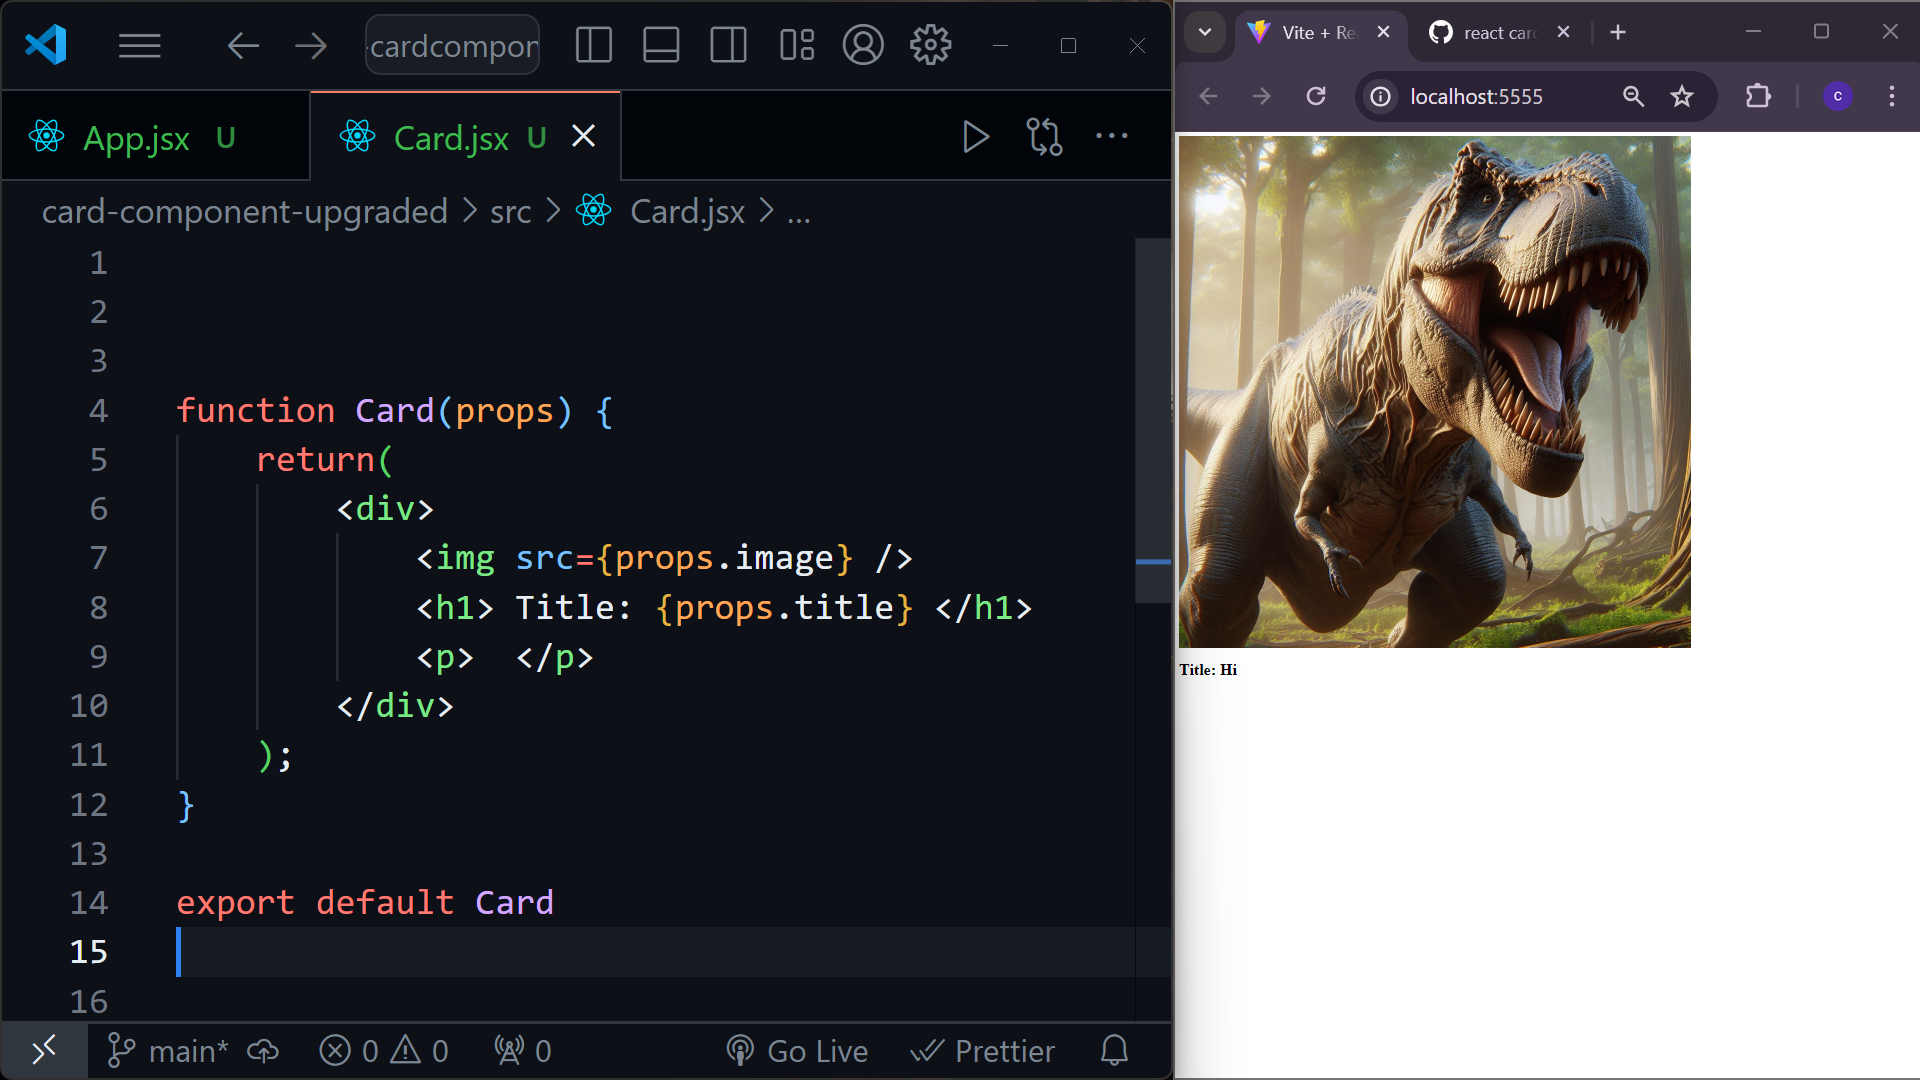 cardcompon
App.jsx U
Card.jsx U
card-component-upgraded > src > Card.jsx > ...
1
2
3
4 function Card(props) {
5 return(
6 <div>
7 <img src={props.image} />
8 <h1> Title: {props.title} </h1>
9 <p> </p>
10 </div>
11 );
12 }
13
14 export default Card
15
16
main* 0 0 0 Go Live Prettier
Vite + Re
react card
localhost:5555
c
Title: Hi